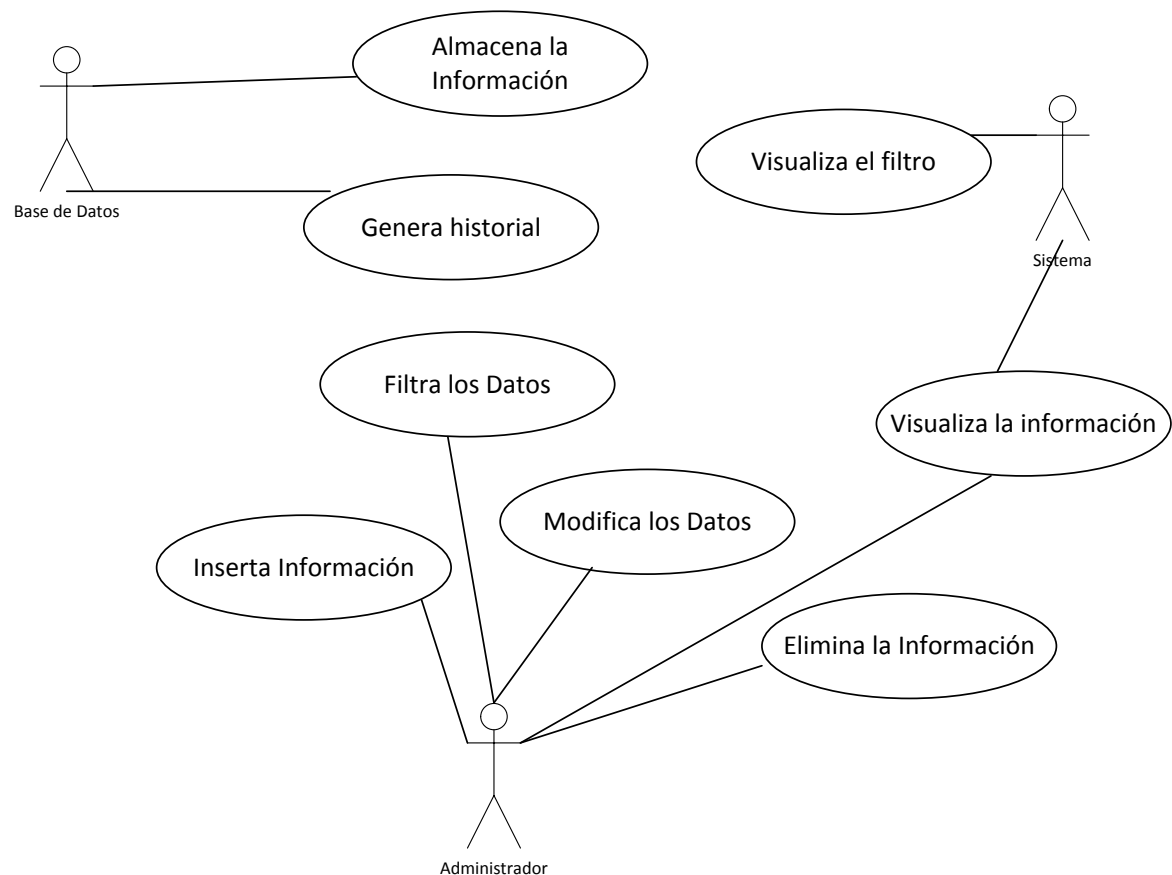 Almacena la
Información
Visualiza el filtro
Base de Datos
Genera historial
Sistema
Filtra los Datos
Visualiza la información
Modifica los Datos
Inserta Información
Elimina la Información
Administrador